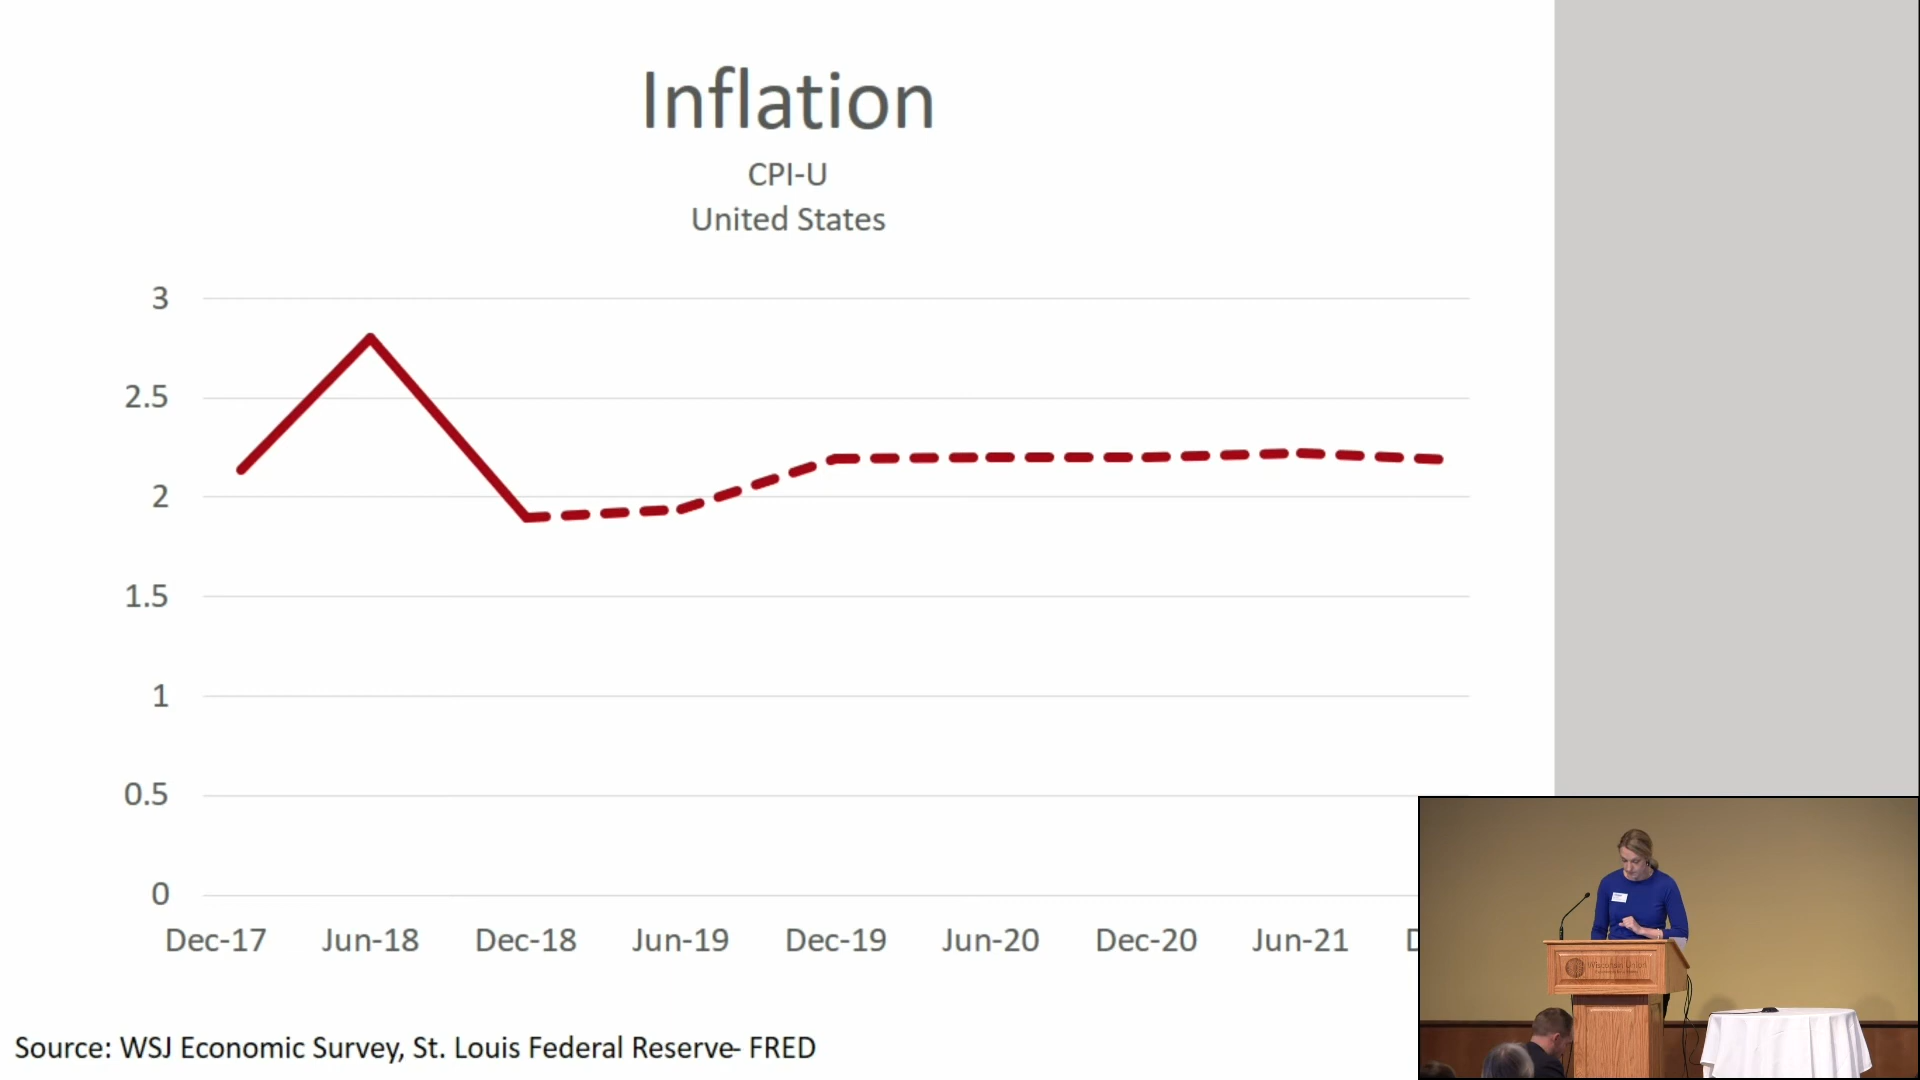 Inflation
CPI-U
United States
3
2.5
2
1.5
1
0.5
0
Dec-17 Jun-18 Dec-18 Jun-19 Dec-19 Jun-20 Dec-20 Jun-21 D
Source: WSJ Economic Survey, St. Louis Federal Reserve- FRED
Wisconsin Union